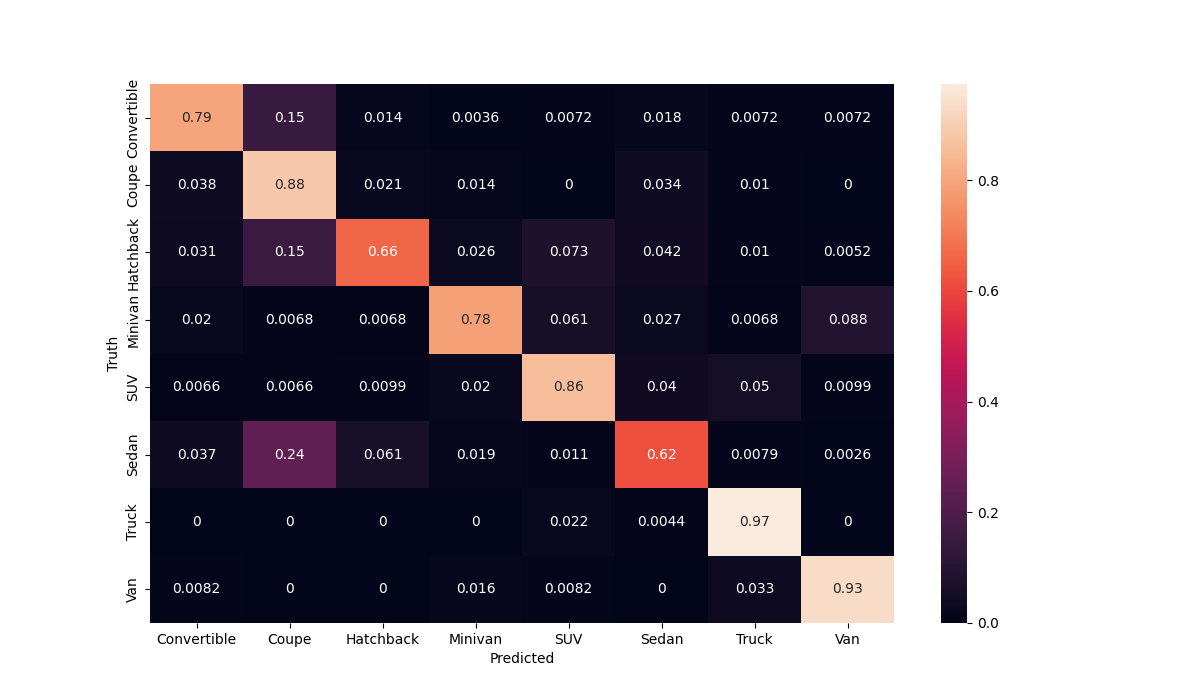 Convertible 0.79 0.15 0.014 0.0036 0.0072 0.018 0.0072 0.0072
Coupe 0.038 0.88 0.021 0.014 0 0.034 0.01 0
Hatchback 0.031 0.15 0.66 0.026 0.073 0.042 0.01 0.0052
Minivan 0.02 0.0068 0.0068 0.78 0.061 0.027 0.0068 0.088
SUV 0.0066 0.0066 0.0099 0.02 0.86 0.04 0.05 0.0099
Sedan 0.037 0.24 0.061 0.019 0.011 0.62 0.0079 0.0026
Truck 0 0 0 0 0.022 0.0044 0.97 0
Van 0.0082 0 0 0.016 0.0082 0 0.033 0.93
Truth
Convertible Coupe Hatchback Minivan SUV Sedan Truck Van
Predicted
0.8
0.6
0.4
0.2
0.0